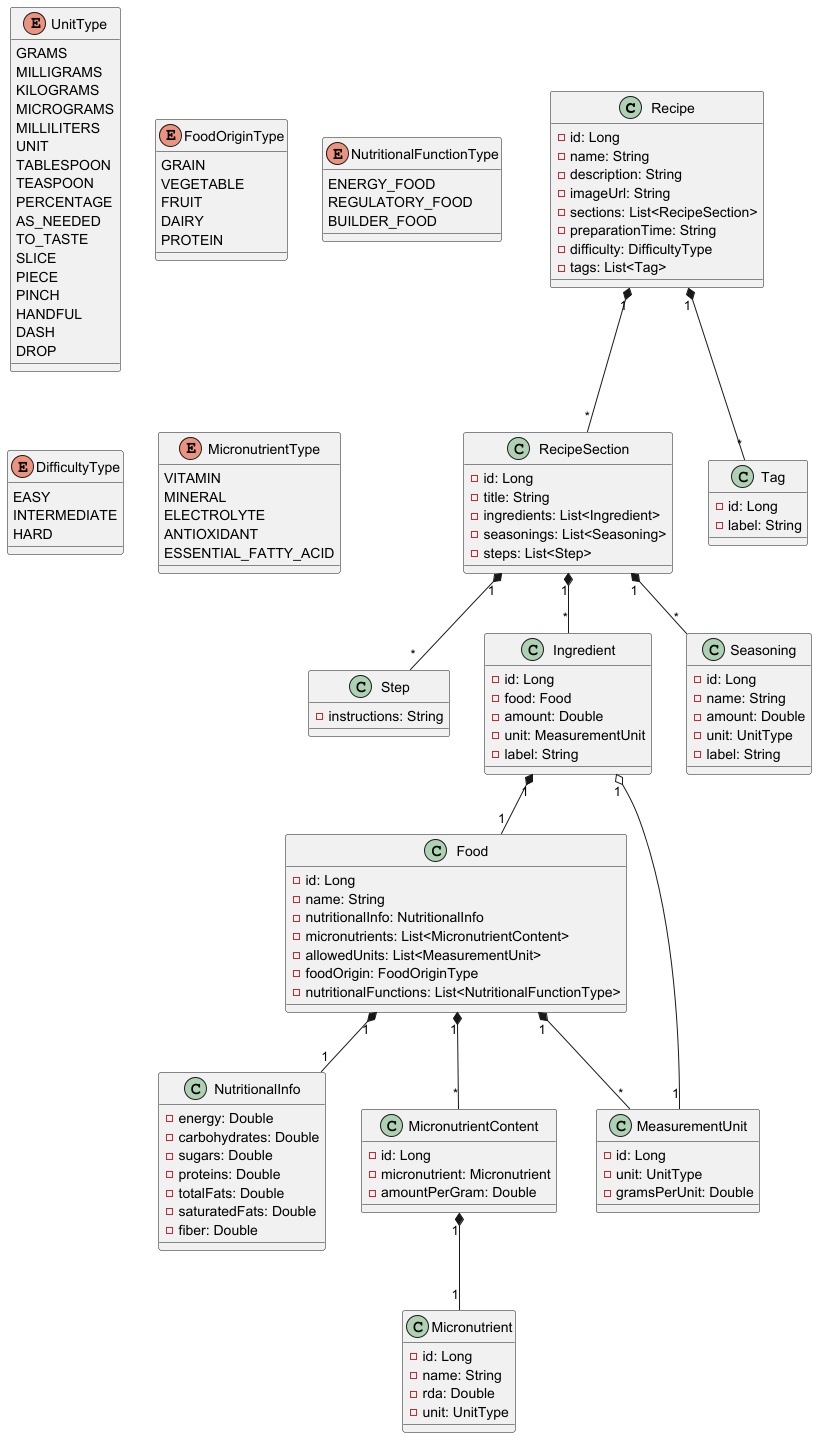 E UnitType
GRAMS
MILLIGRAMS
KILOGRAMS
MICROGRAMS
MILLILITERS
UNIT
TABLESPOON
TEASPOON
PERCENTAGE
AS_NEEDED
TO_TASTE
SLICE
PIECE
PINCH
HANDFUL
DASH
DROP
E FoodOriginType
GRAIN
VEGETABLE
FRUIT
DAIRY
PROTEIN
E NutritionalFunctionType
ENERGY_FOOD
REGULATORY_FOOD
BUILDER_FOOD
C Recipe
id: Long
name: String
description: String
imageUrl: String
sections: List<RecipeSection>
preparationTime: String
difficulty: DifficultyType
tags: List<Tag>
1
1
*
*
E DifficultyType
EASY
INTERMEDIATE
HARD
E MicronutrientType
VITAMIN
MINERAL
ELECTROLYTE
ANTIOXIDANT
ESSENTIAL_FATTY_ACID
C RecipeSection
id: Long
title: String
ingredients: List<Ingredient>
seasonings: List<Seasoning>
steps: List<Step>
C Tag
id: Long
label: String
1
1
1
*
*
*
C Step
instructions: String
C Ingredient
id: Long
food: Food
amount: Double
unit: MeasurementUnit
label: String
C Seasoning
id: Long
name: String
amount: Double
unit: UnitType
label: String
1
1
1
C Food
id: Long
name: String
nutritionalInfo: NutritionalInfo
micronutrients: List<MicronutrientContent>
allowedUnits: List<MeasurementUnit>
foodOrigin: FoodOriginType
nutritionalFunctions: List<NutritionalFunctionType>
1
1
1
1
*
*
1
C NutritionalInfo
energy: Double
carbohydrates: Double
sugars: Double
proteins: Double
totalFats: Double
saturatedFats: Double
fiber: Double
C MicronutrientContent
id: Long
micronutrient: Micronutrient
amountPerGram: Double
C MeasurementUnit
id: Long
unit: UnitType
gramsPerUnit: Double
1
1
C Micronutrient
id: Long
name: String
rda: Double
unit: UnitType